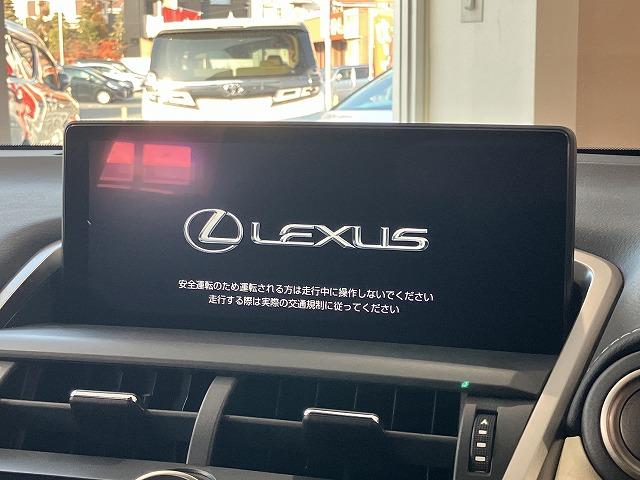 LEXUS
安全運転のため運転される方は走行中に操作しないでください
走行する際は実際の交通規制に従ってください